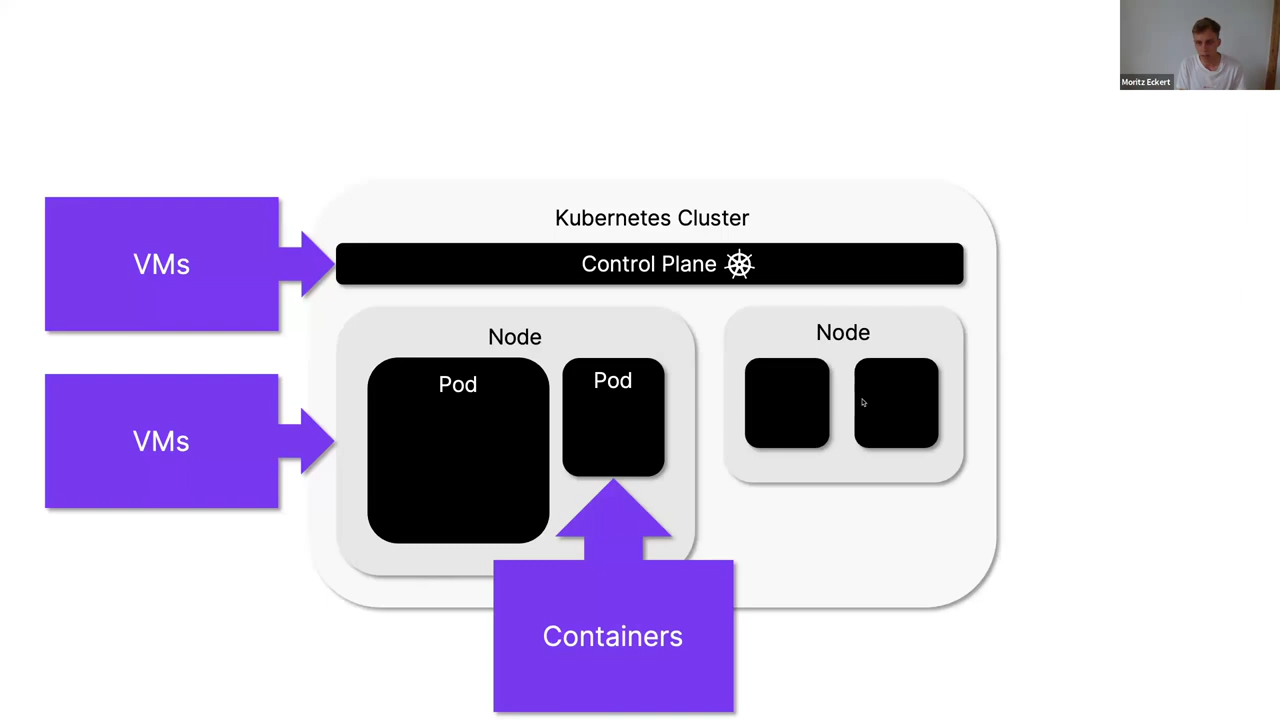 Moritz Eckert
VMs
Kubernetes Cluster
Control Plane
Node
Node
Pod
Pod
VMs
Containers